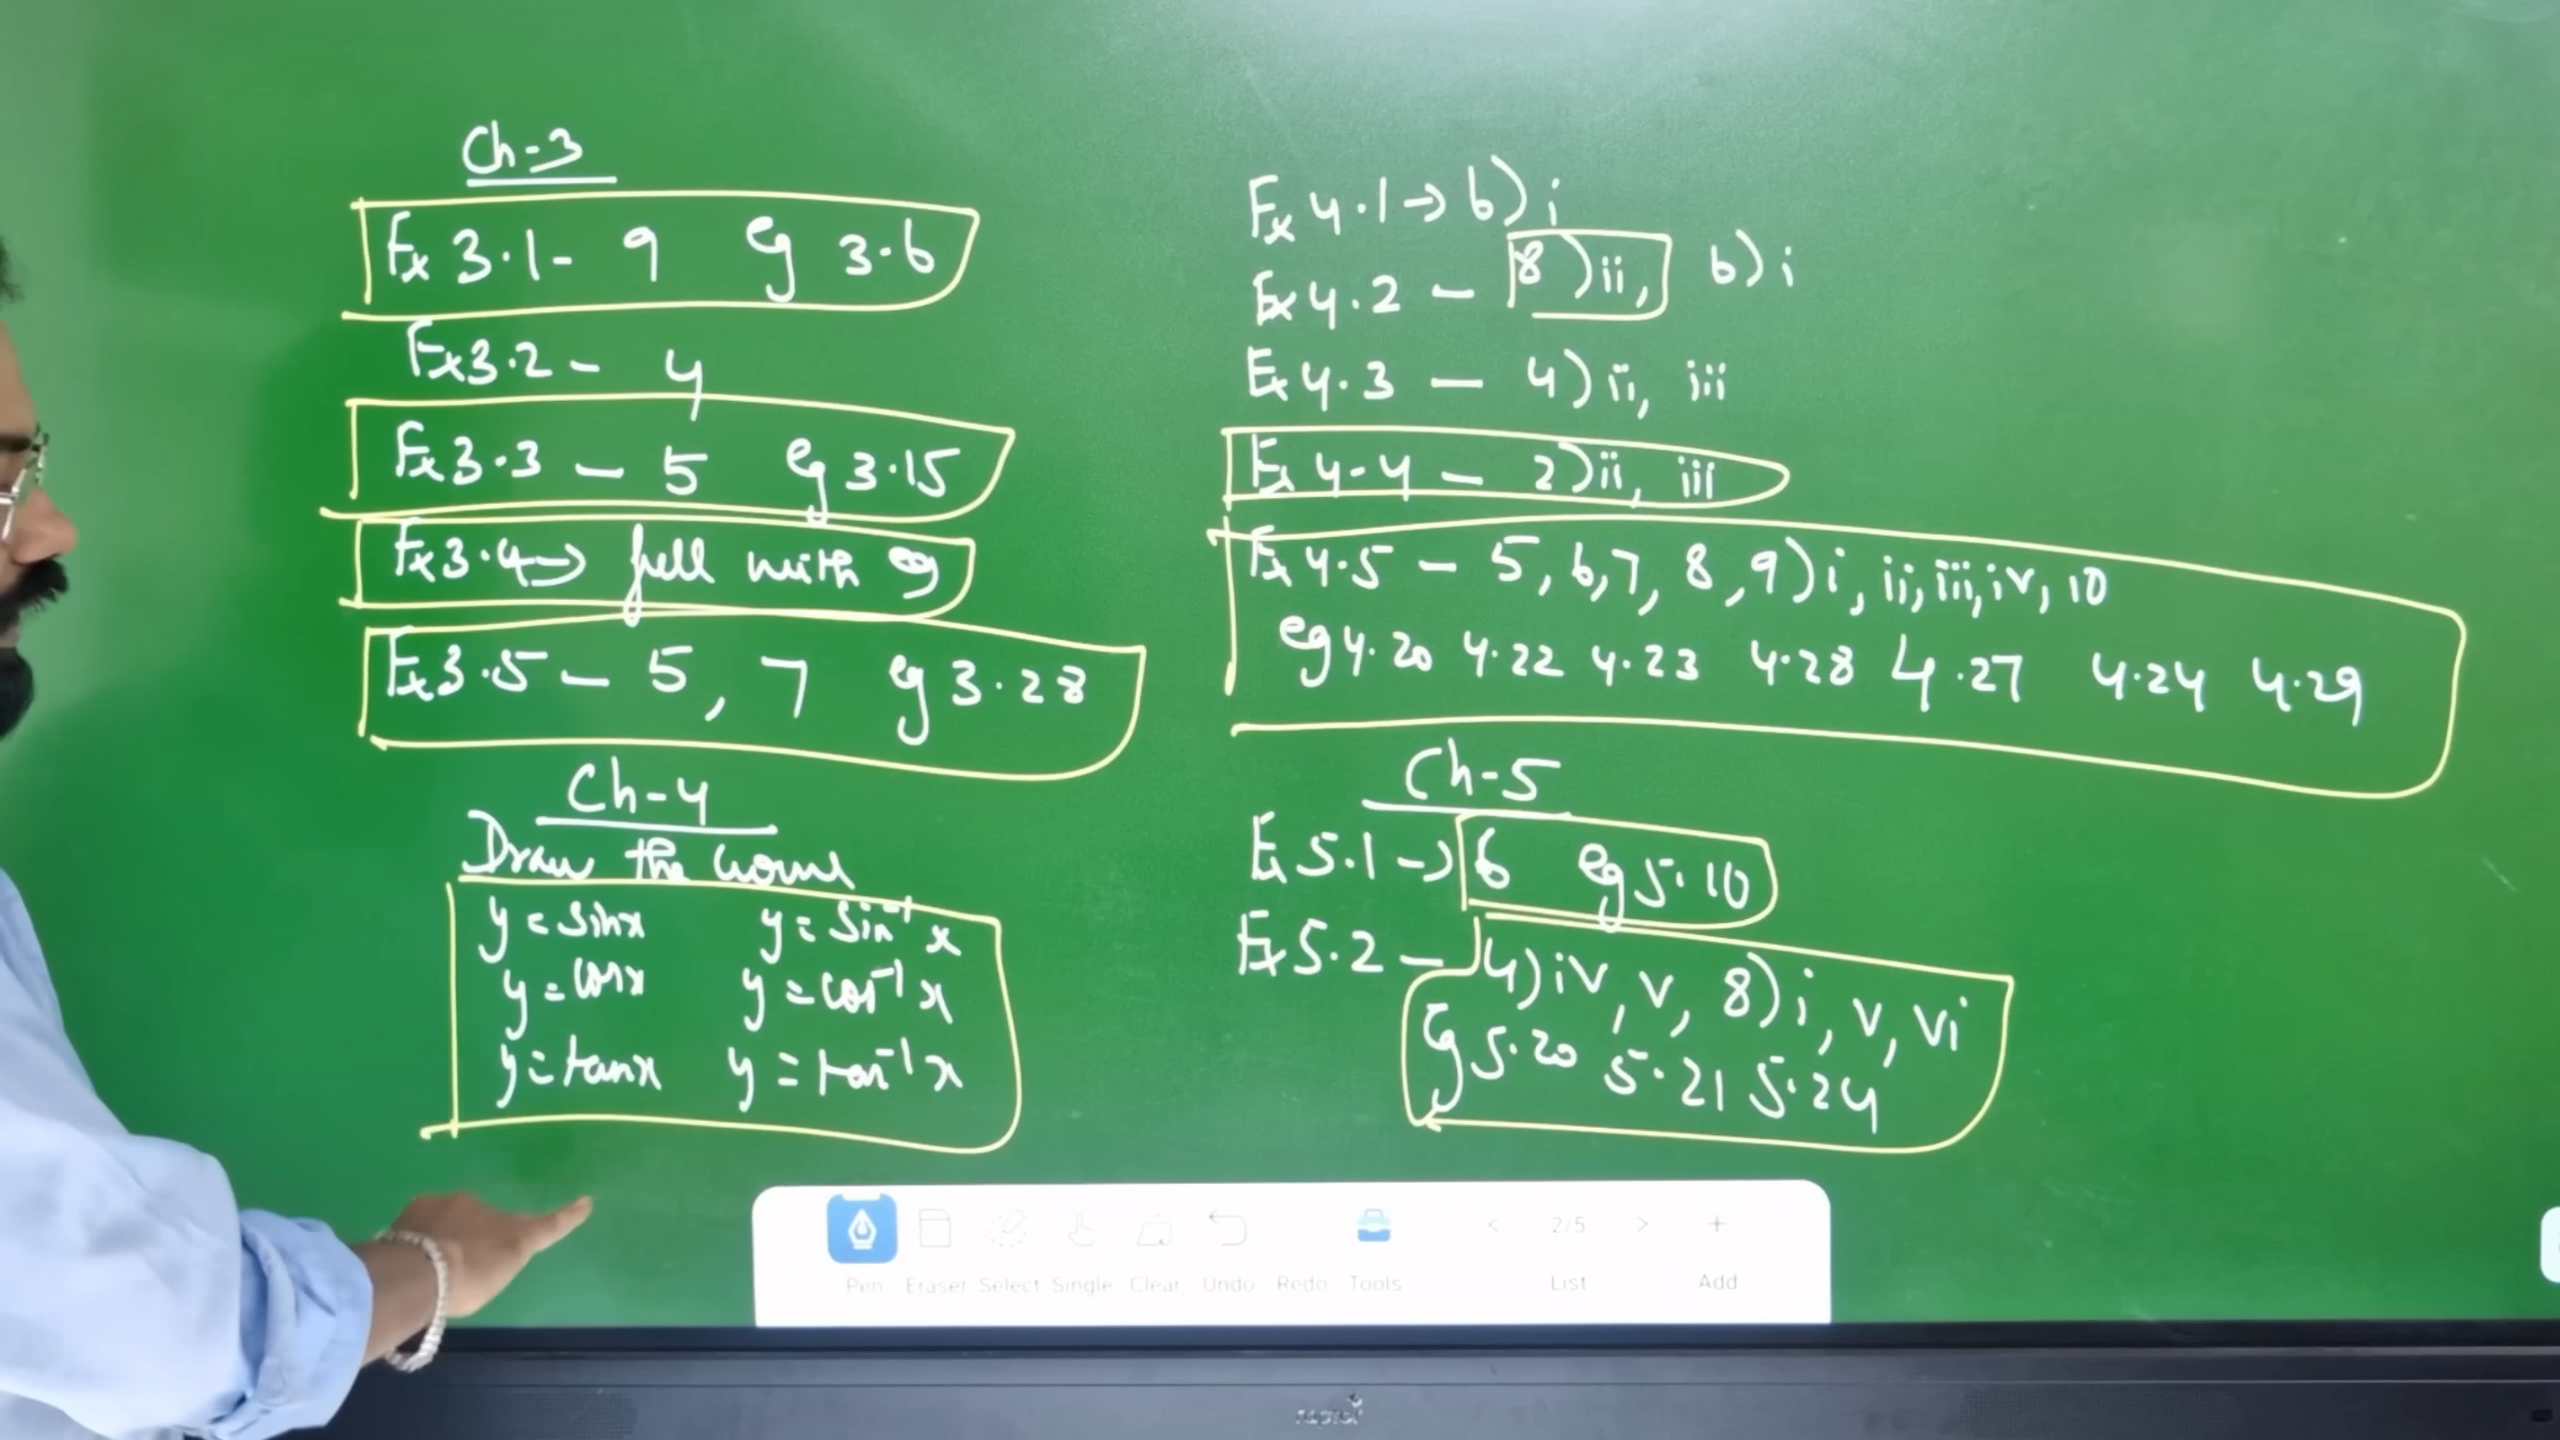 Ch-3
Ex 3.1 - 9 eg 3.6
Ex 3.2 - 4
Ex 3.3 - 5 eg 3.15
Ex 3.4 → full with eg
Ex 3.5 - 5, 7 eg 3.28
Ch-4
Draw the
y = sinx y = sin⁻¹x
y = cosx y = cos⁻¹x
y = tanx y = tan⁻¹x
Ex 4.1 → 6) i
Ex 4.2 - 8) ii, 6) i
Ex 4.3 - 4) ii, iii
Ex 4.4 - 2) ii, iii
Ex 4.5 - 5, 6, 7, 8, 9) i, ii, iii, iv, 10
eg 4.20 4.22 4.23 4.28 4.27 4.24 4.29
Ch-5
Ex 5.1 → 6 eg 5.10
Ex 5.2 - 4) iv, v, 8) i, v, vi
eg 5.20 5.21 5.24
2/5
Pen Eraser Select Single Clear Undo Redo Tools List Add